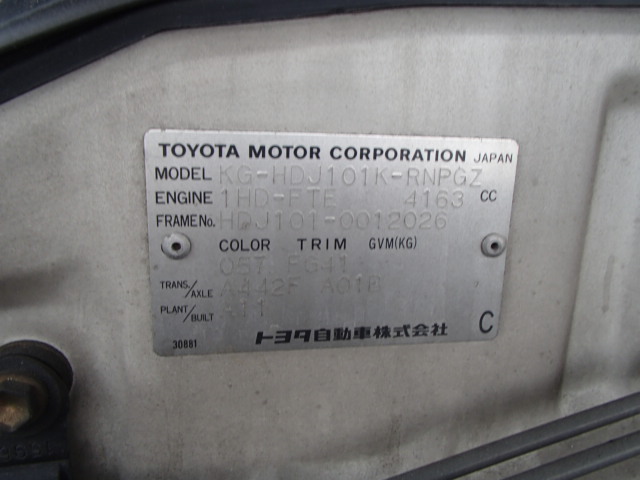 TOYOTA MOTOR CORPORATION JAPAN
MODEL KG-HDJ101K-RNPGZ
ENGINE 1HD-FTE 4163 CC
FRAME No. HDJ101-0012026
COLOR TRIM GVM(KG)
057 FG41
TRANS./AXLE A442F A01B
PLANT/BUILT A11
トヨタ自動車株式会社 C
30881